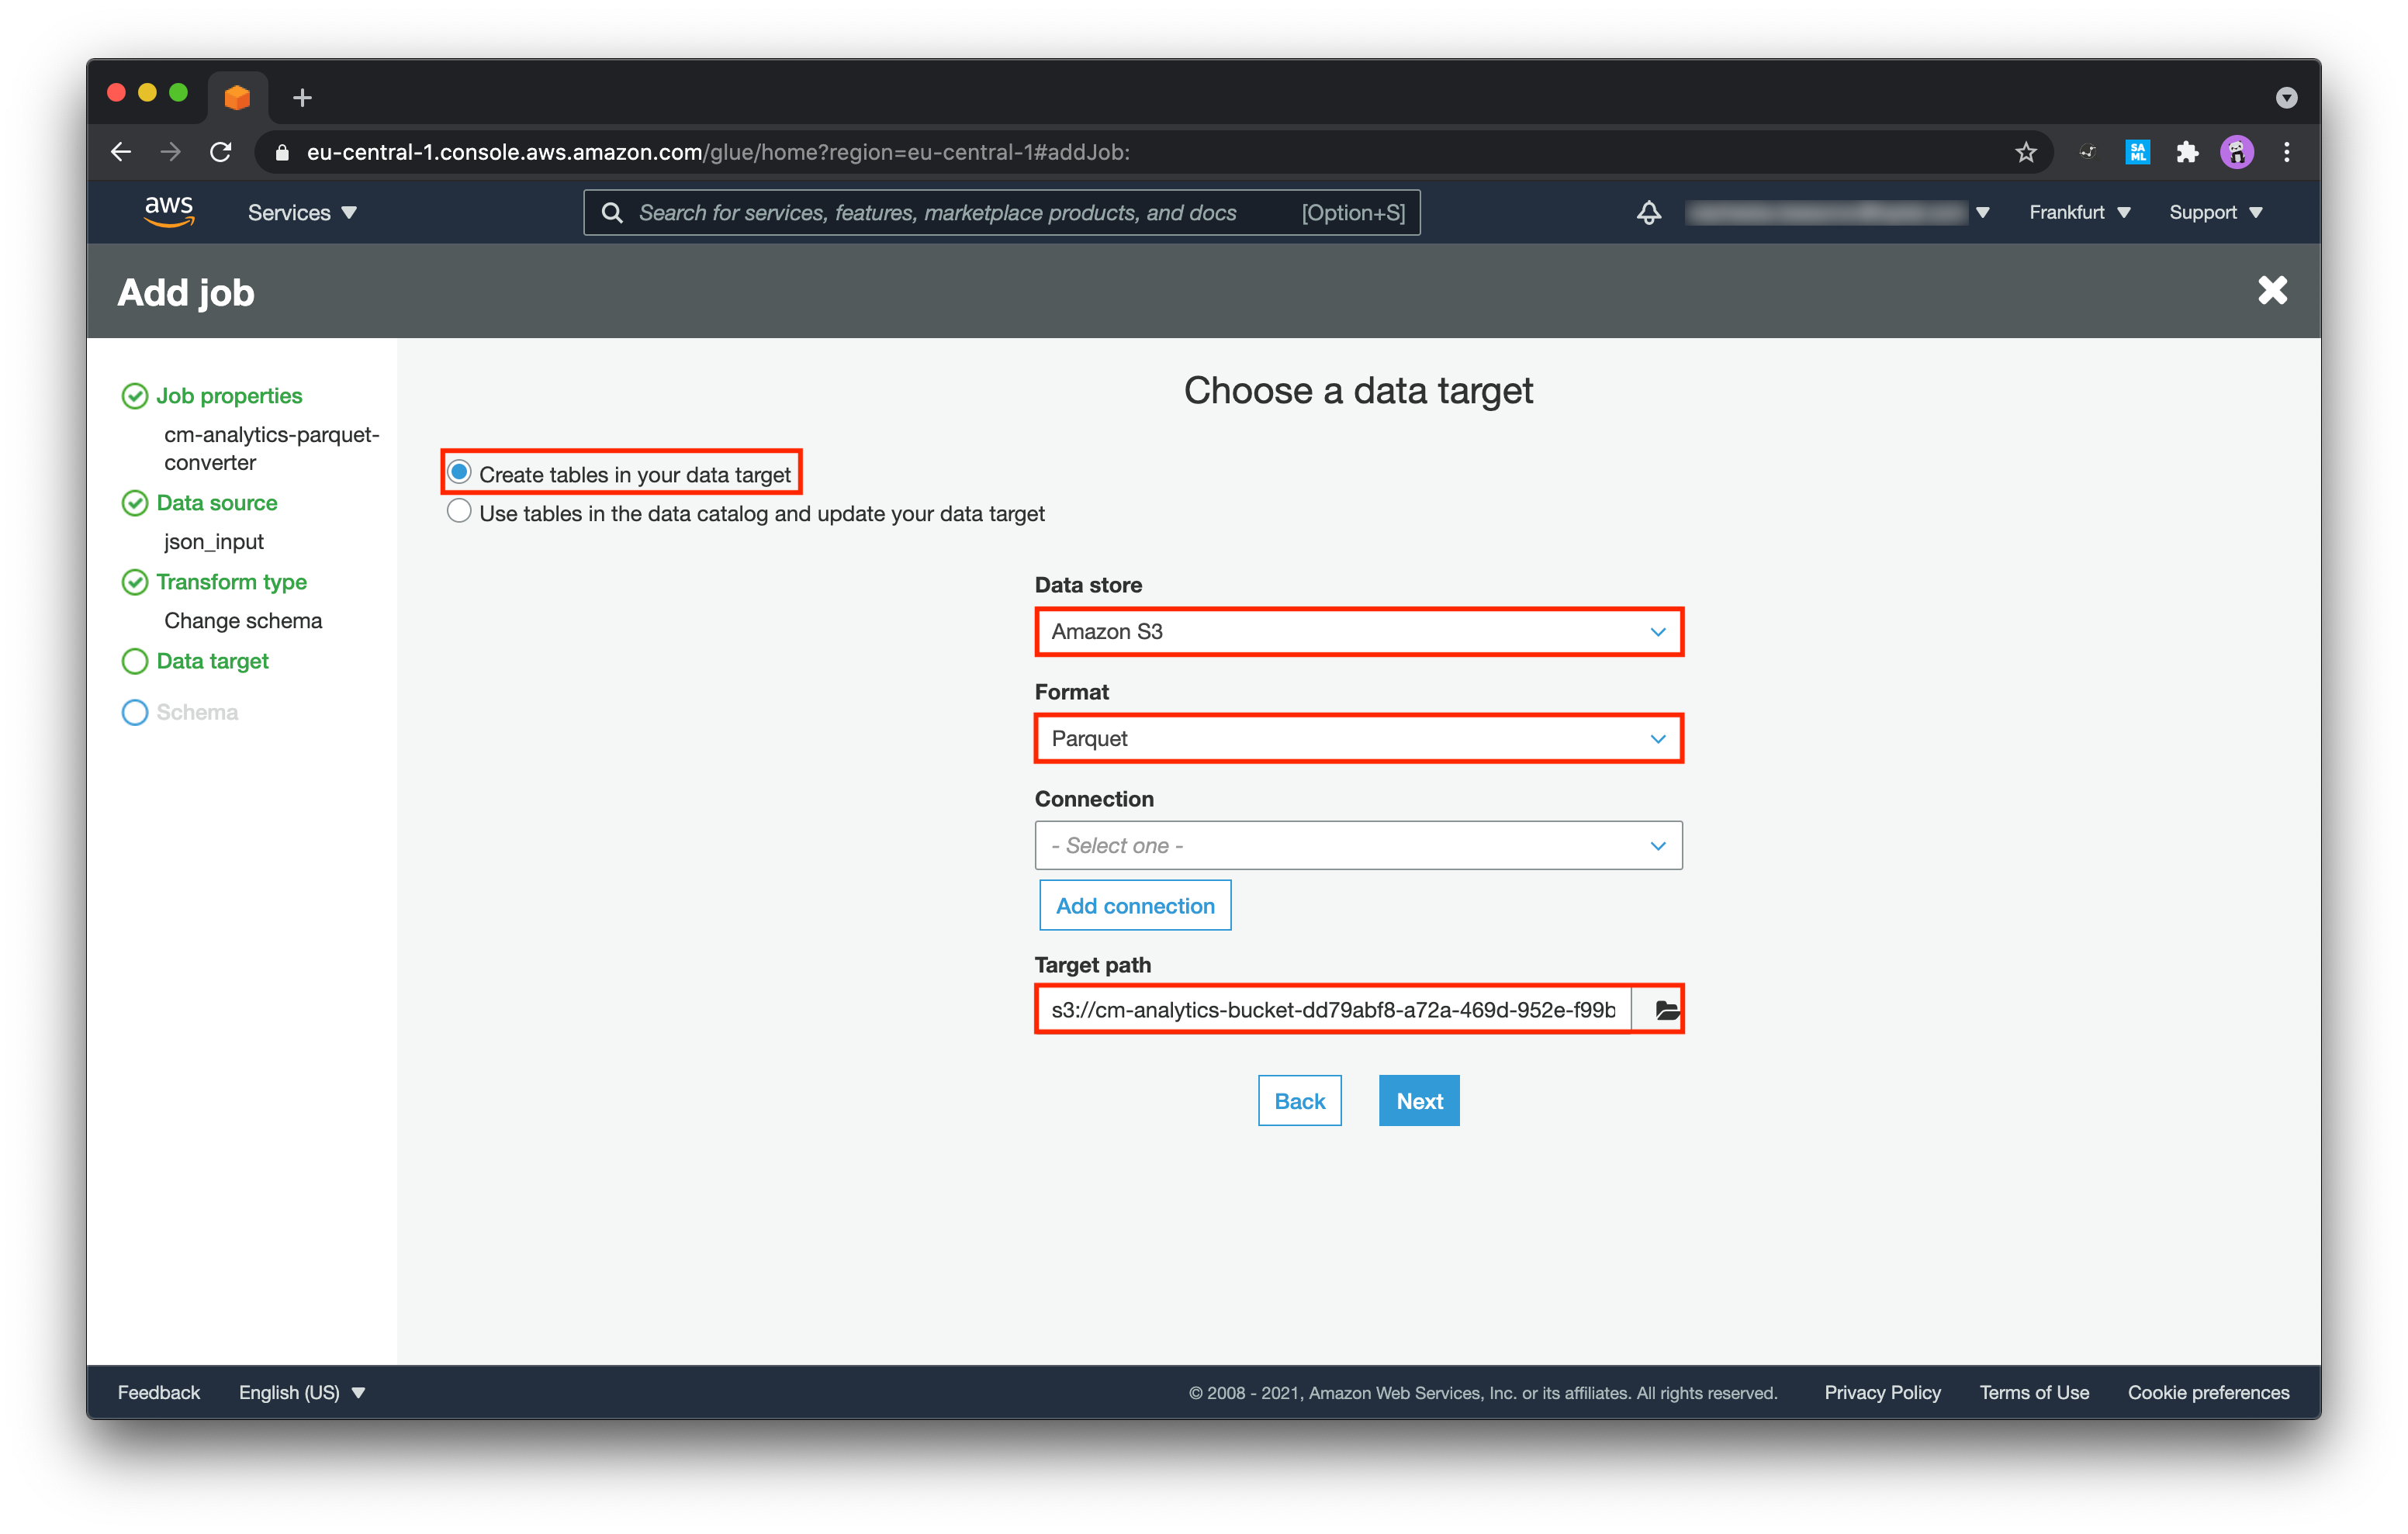 eu-central-1.console.aws.amazon.com/glue/home?region=eu-central-1#addJob:
SA
ML
aws
Services
Search for services, features, marketplace products, and docs
[Option+S]
Frankfurt
Support
Add job
Job properties
cm-analytics-parquet-
converter
Data source
json_input
Transform type
Change schema
Data target
Schema
Choose a data target
Create tables in your data target
Use tables in the data catalog and update your data target
Data store
Amazon S3
Format
Parquet
Connection
- Select one -
Add connection
Target path
s3://cm-analytics-bucket-dd79abf8-a72a-469d-952e-f99b
Back
Next
Feedback
English (US)
© 2008 - 2021, Amazon Web Services, Inc. or its affiliates. All rights reserved.
Privacy Policy
Terms of Use
Cookie preferences